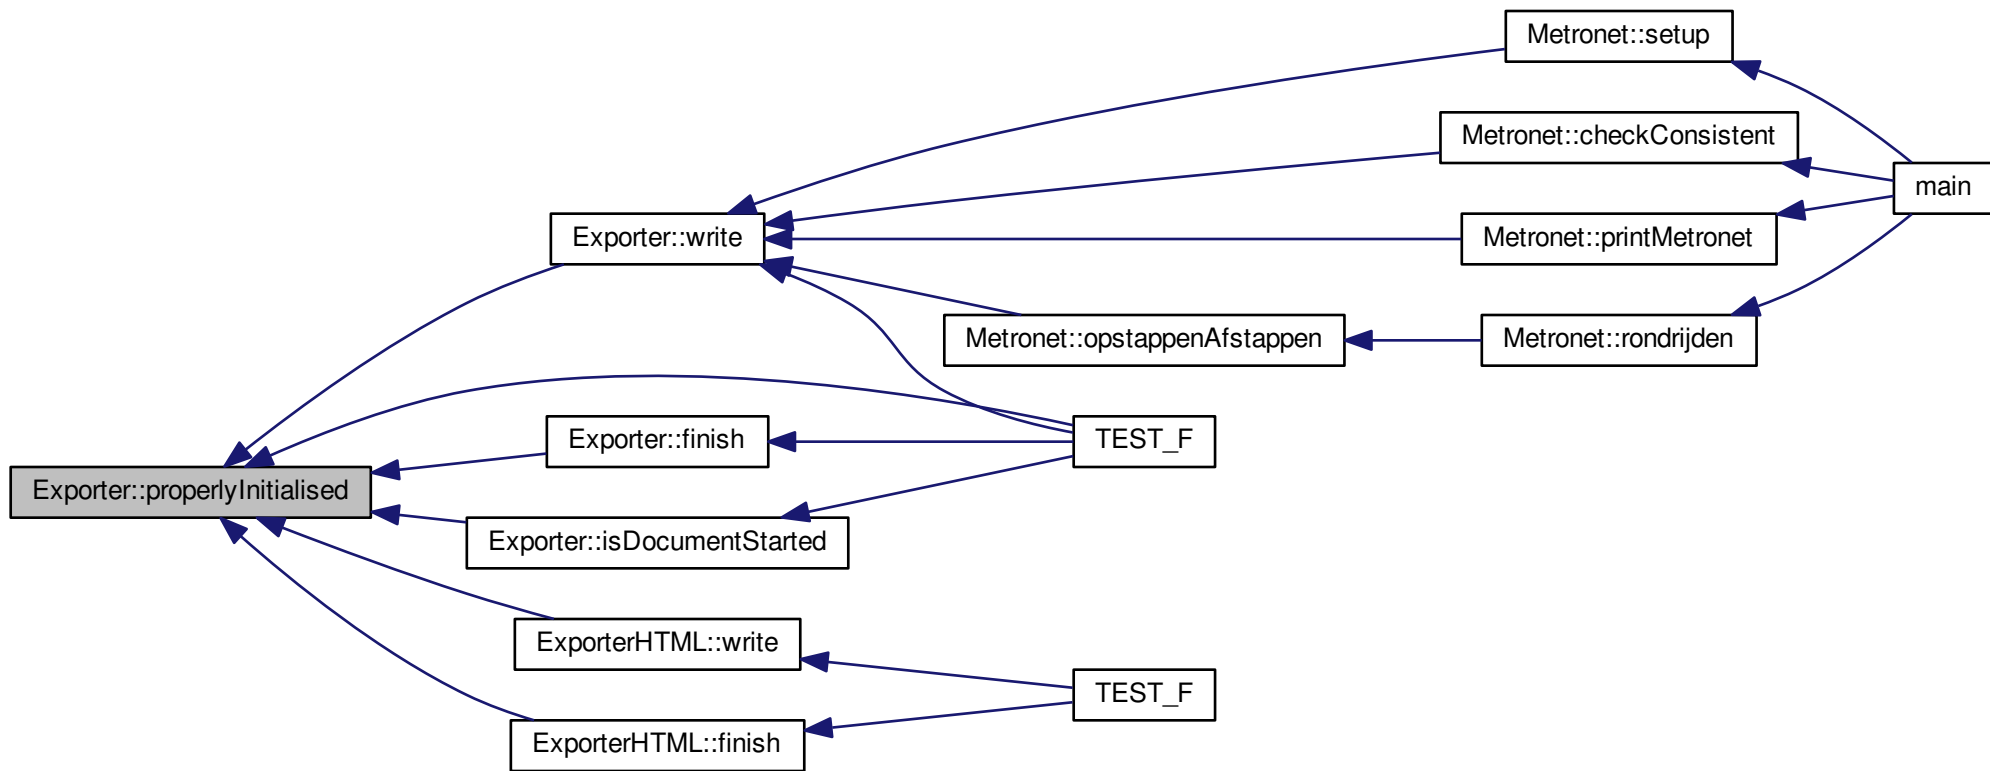 Metronet::setup
Metronet::checkConsistent
main
Exporter::write
Metronet::printMetronet
Metronet::opstappenAfstappen
Metronet::rondrijden
Exporter::finish
TEST_F
Exporter::properlyInitialised
Exporter::isDocumentStarted
ExporterHTML::write
TEST_F
ExporterHTML::finish